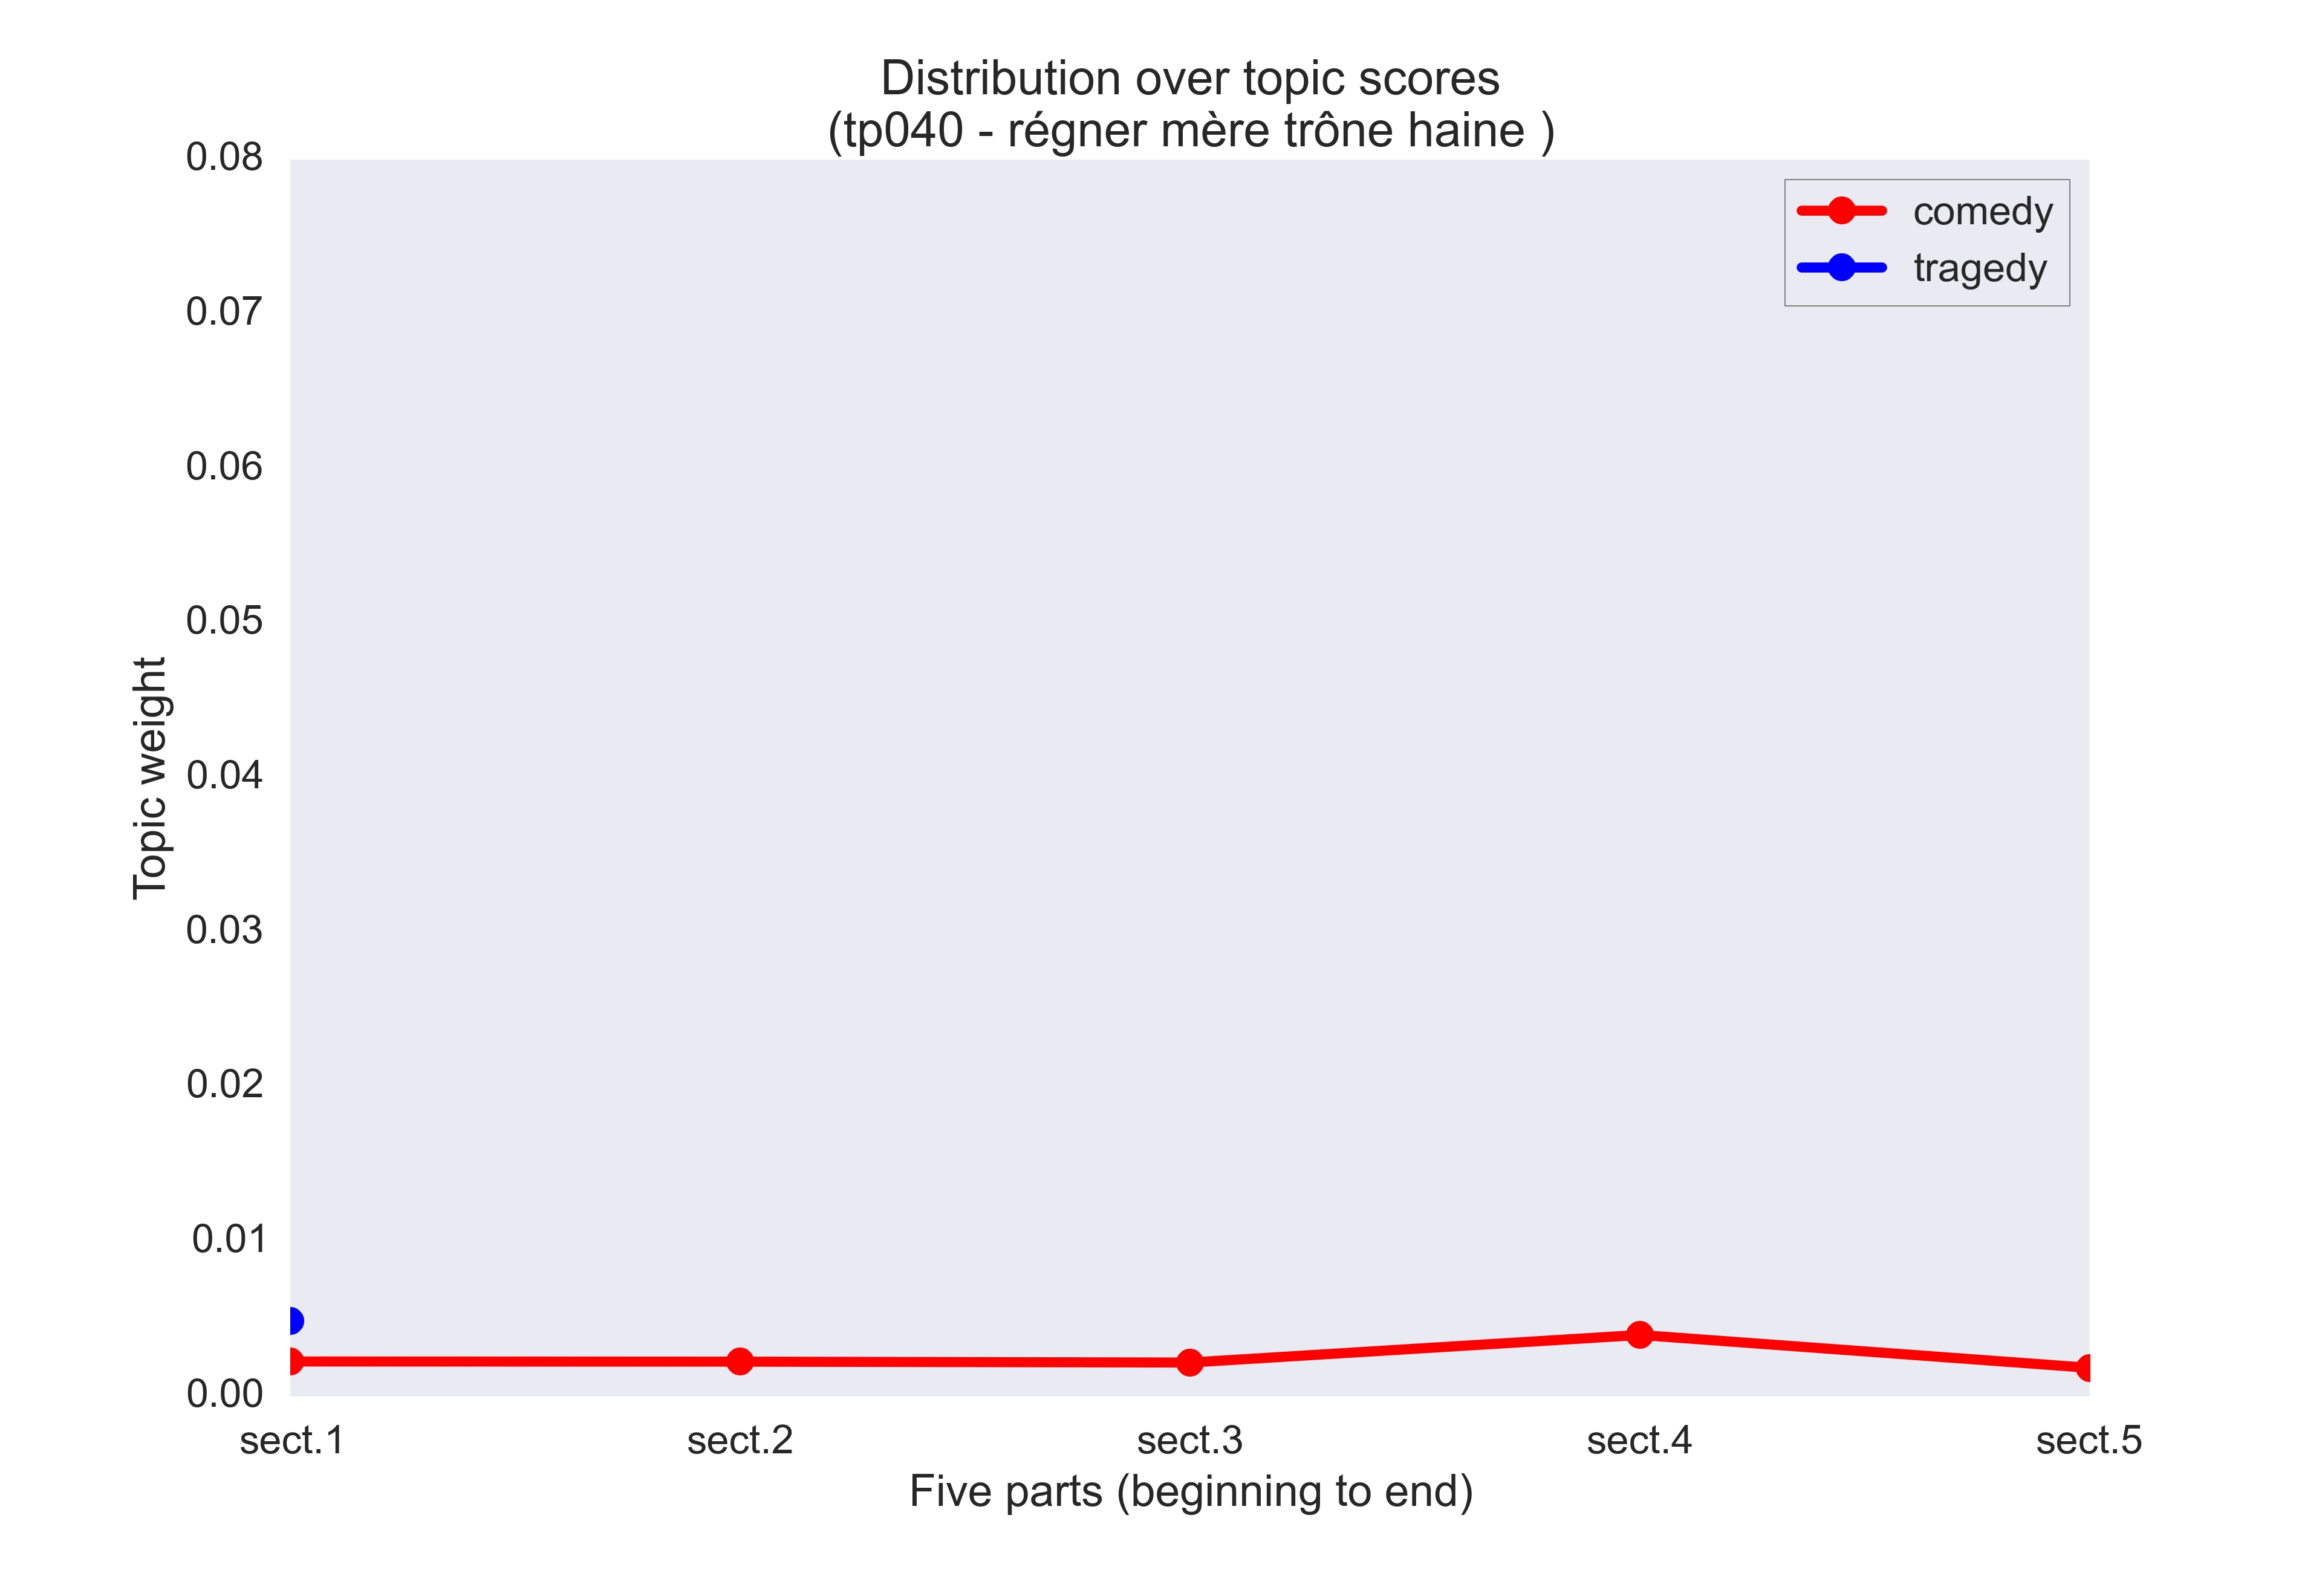 Distribution over topic scores
(tp040 - régner mère trône haine )
0.08
0.07
0.06
0.05
0.04
0.03
0.02
0.01
0.00
Topic weight
comedy
tragedy
sect.1 sect.2 sect.3 sect.4 sect.5
Five parts (beginning to end)